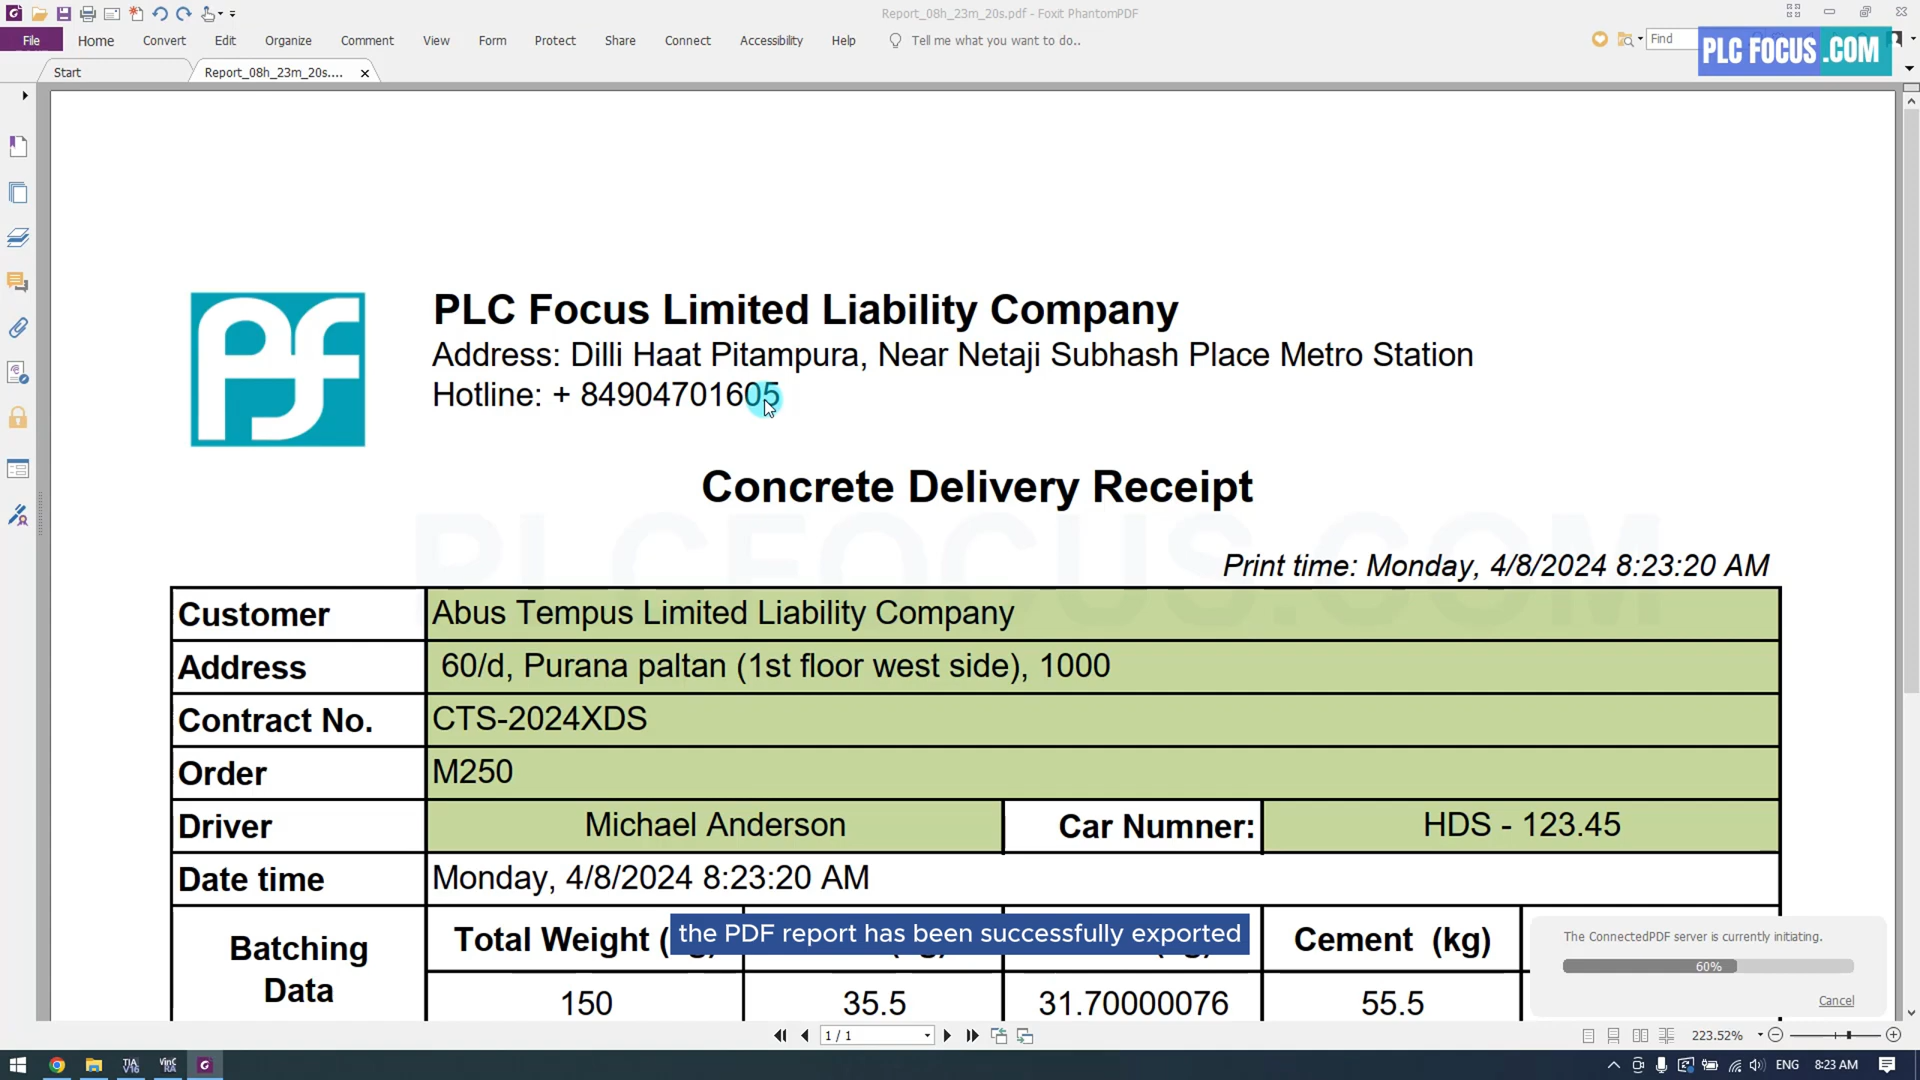 Report_08h_23m_20s.pdf - Foxit PhantomPDF
File Home Convert Edit Organize Comment View Form Protect Share Connect Accessibility Help Tell me what you want to do.. Find
PLC FOCUS .COM
Start Report_08h_23m_20s....
pf
PLC Focus Limited Liability Company
Address: Dilli Haat Pitampura, Near Netaji Subhash Place Metro Station
Hotline: + 84904701605
Concrete Delivery Receipt
PLCFOCUS.COM
Print time: Monday, 4/8/2024 8:23:20 AM
Customer Abus Tempus Limited Liability Company
Address 60/d, Purana paltan (1st floor west side), 1000
Contract No. CTS-2024XDS
Order M250
Driver Michael Anderson Car Numner: HDS - 123.45
Date time Monday, 4/8/2024 8:23:20 AM
Batching Data
Total Weight ( Cement (kg)
150 35.5 31.70000076 55.5
the PDF report has been successfully exported
The ConnectedPDF server is currently initiating.
60%
Cancel
1 / 1
223.52%
TIA V16 VinC RA ENG 8:23 AM